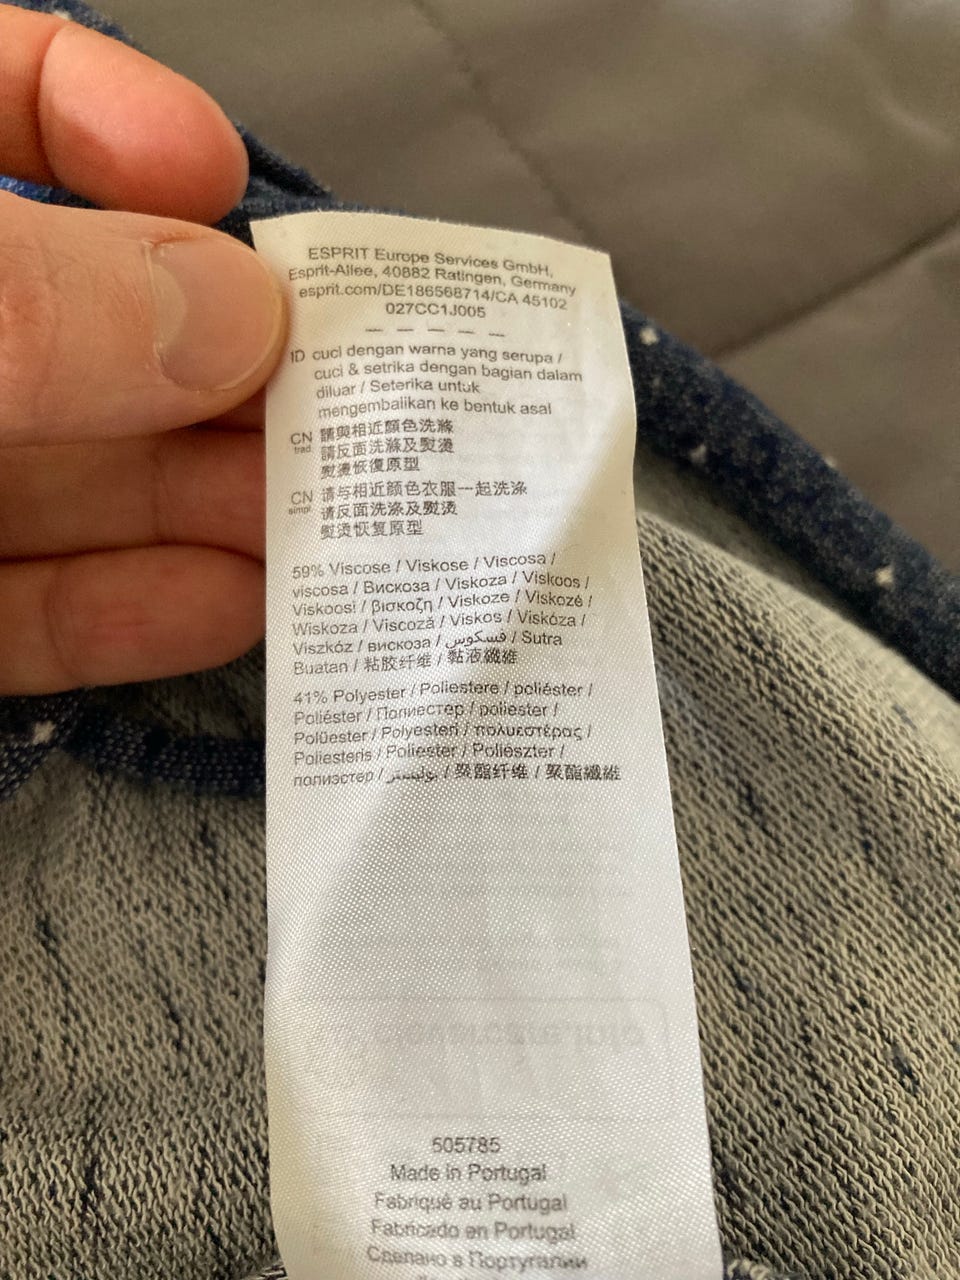 ESPRIT Europe Services GmbH,
Esprit-Allee, 40882 Ratingen, Germany
esprit.com/DE186568714/CA 45102
027CC1J005
ID cuci dengan warna yang serupa /
cuci & setrika dengan bagian dalam
diluar / Seterika untuk
mengembalikan ke bentuk asal
CN trad. 請與相近顏色洗滌
請反面洗滌及熨燙
熨燙恢復原型
CN simpl. 请与相近颜色衣服一起洗涤
请反面洗涤及熨烫
熨烫恢复原型
59% Viscose / Viskose / Viscosa /
viscosa / Вискоза / Viskoza / Viskoos /
Viskoosi / βισκοζη / Viskoze / Viskozė /
Wiskoza / Viscoză / Viskos / Viskóza /
Viszkóz / вискоза / فسكوس / Sutra
Buatan / 粘胶纤维 / 黏液纖維
41% Polyester / Poliestere / poliéster /
Poliéster / Полиестер / poliester /
Polüester / Polyesteri / πολυεστέρας /
Poliesteris / Poliester / Poliészter /
полиэстер / بوليستر / 聚酯纤维 / 聚酯纖維
505785
Made in Portugal
Fabriqué au Portugal
Fabricado en Portugal
Сделано в Португалии